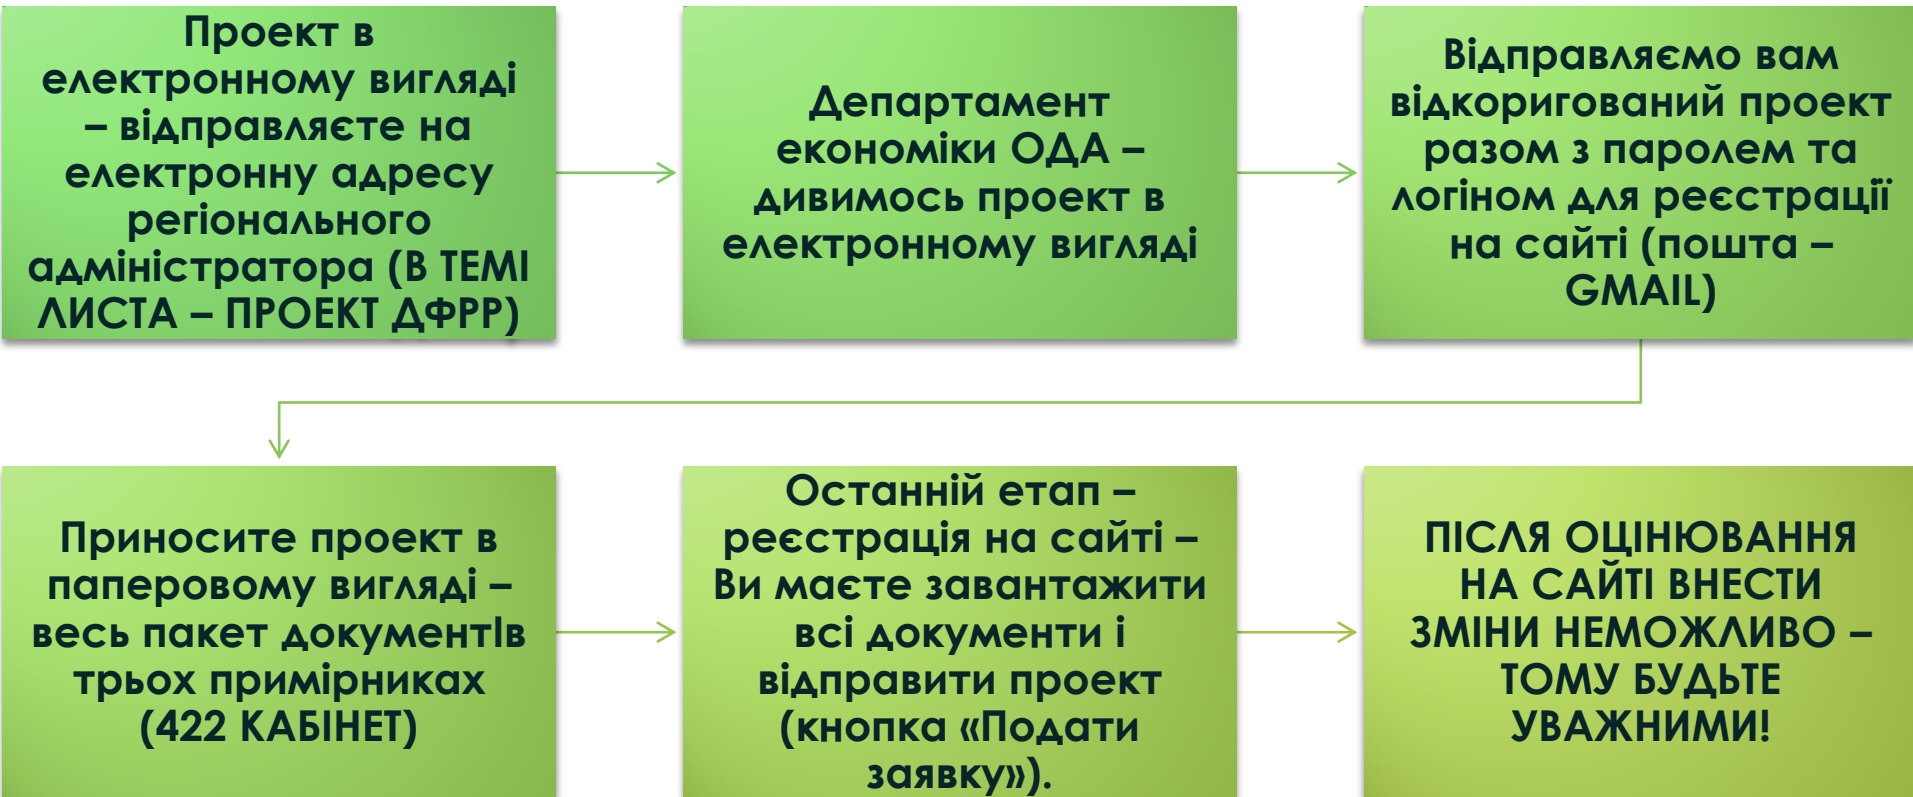 Проект в
електронному вигляді
– відправляєте на
електронну адресу
регіонального
адміністратора (В ТЕМІ
ЛИСТА – ПРОЕКТ ДФРР)
Департамент
економіки ОДА –
дивимось проект в
електронному вигляді
Відправляємо вам
відкоригований проект
разом з паролем та
логіном для реєстрації
на сайті (пошта –
GMAIL)
Приносите проект в
паперовому вигляді –
весь пакет документІв
трьох примірниках
(422 КАБІНЕТ)
Останній етап –
реєстрація на сайті –
Ви маєте завантажити
всі документи і
відправити проект
(кнопка «Подати
заявку»).
ПІСЛЯ ОЦІНЮВАННЯ
НА САЙТІ ВНЕСТИ
ЗМІНИ НЕМОЖЛИВО –
ТОМУ БУДЬТЕ
УВАЖНИМИ!